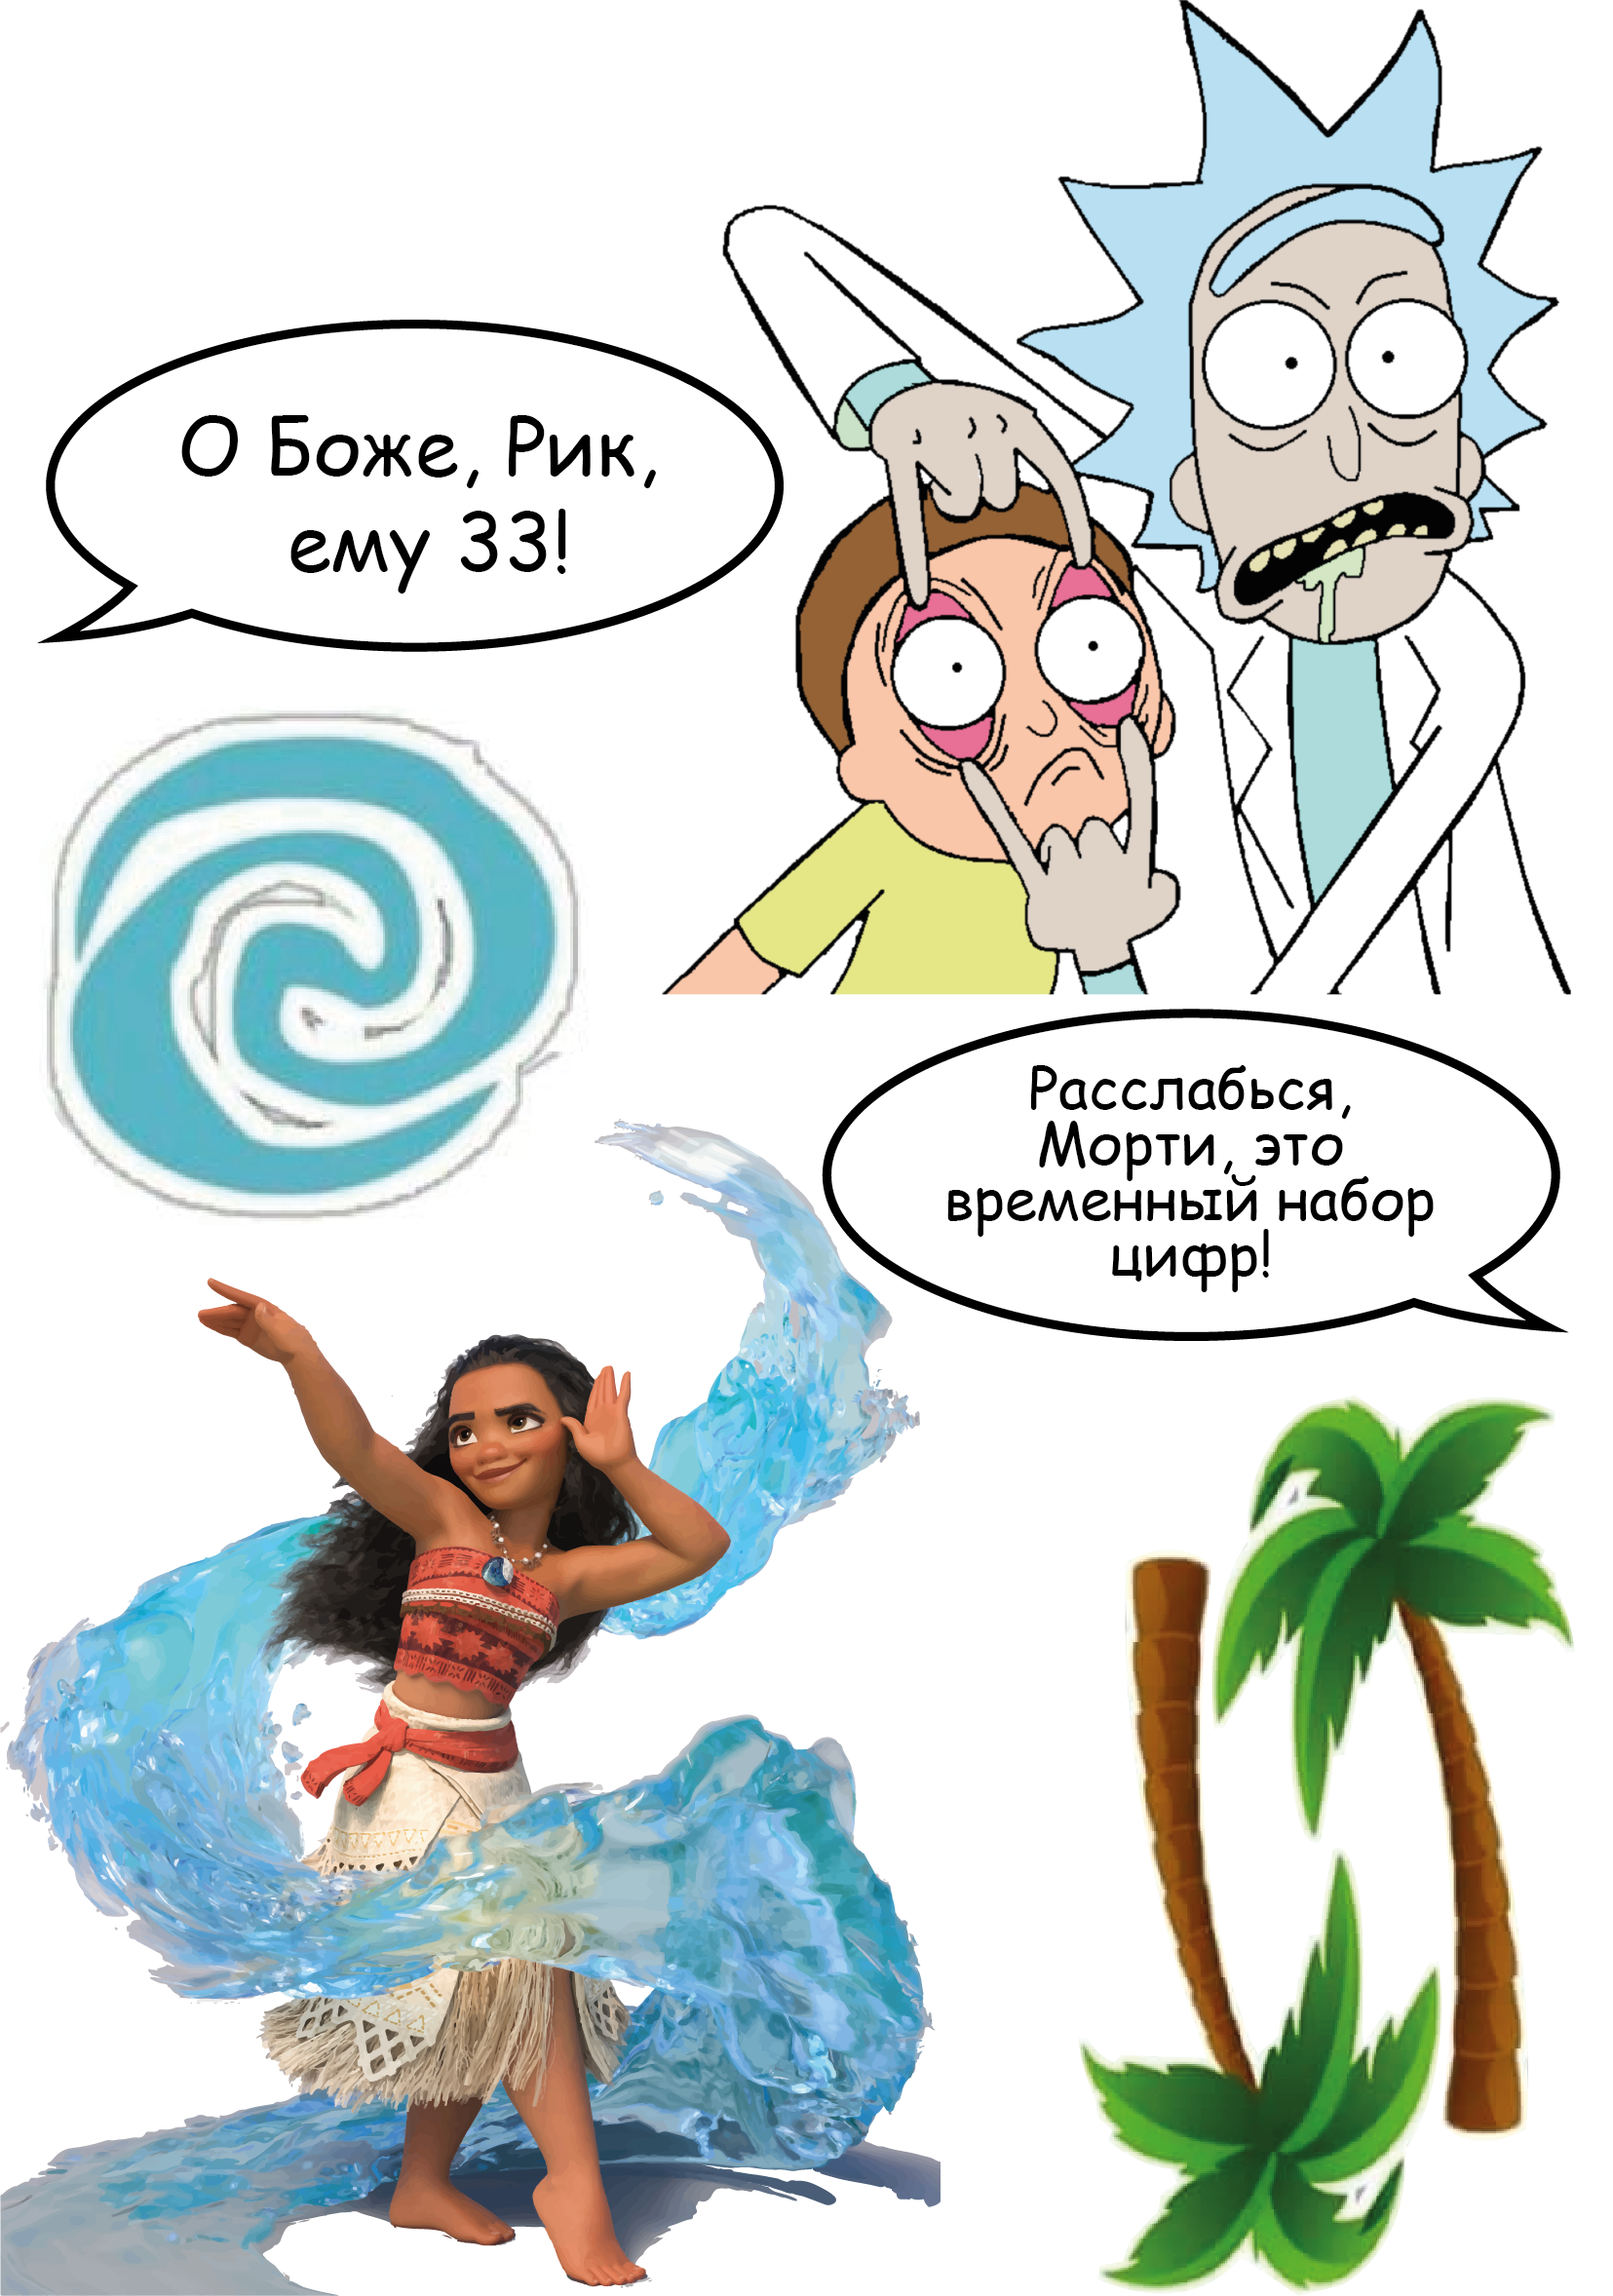 О Боже, Рик,
ему 33!
Расслабься,
Морти, это
временный набор
цифр!